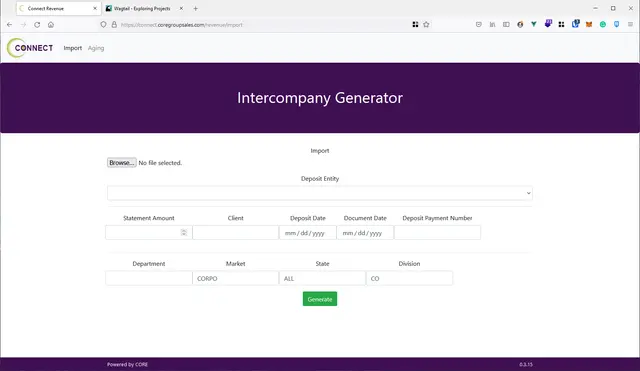 Connect Revenue
Wagtail - Exploring Projects
https://connect.coregroupsales.com/revenue/import
CONNECT
Import
Aging
Intercompany Generator
Import
Browse... No file selected.
Deposit Entity
Statement Amount Client Deposit Date Document Date Deposit Payment Number
mm / dd / yyyy mm / dd / yyyy
Department Market State Division
CORPO ALL CO
Generate
Powered by CORE 0.3.15